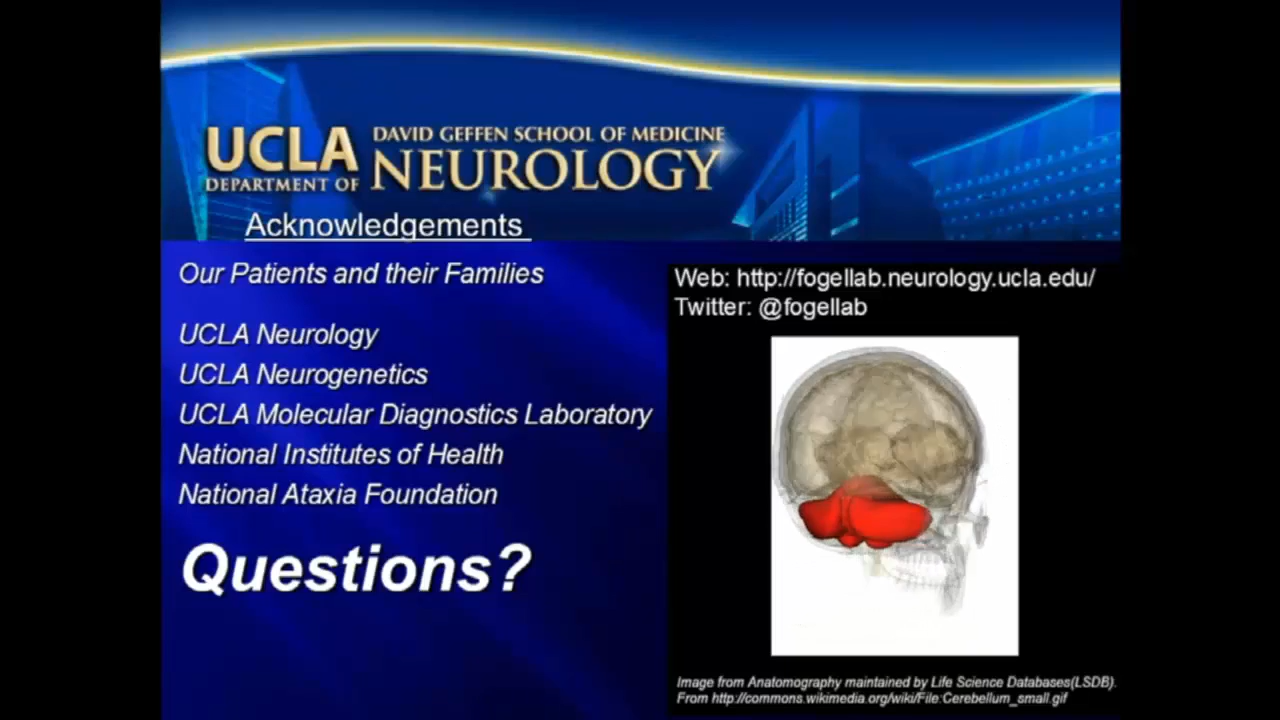 UCLA DAVID GEFFEN SCHOOL OF MEDICINE
DEPARTMENT OF NEUROLOGY
Acknowledgements
Our Patients and their Families
UCLA Neurology
UCLA Neurogenetics
UCLA Molecular Diagnostics Laboratory
National Institutes of Health
National Ataxia Foundation
Questions?
Web: http://fogellab.neurology.ucla.edu/
Twitter: @fogellab
Image from Anatomography maintained by Life Science Databases(LSDB).
From http://commons.wikimedia.org/wiki/File:Cerebellum_small.gif